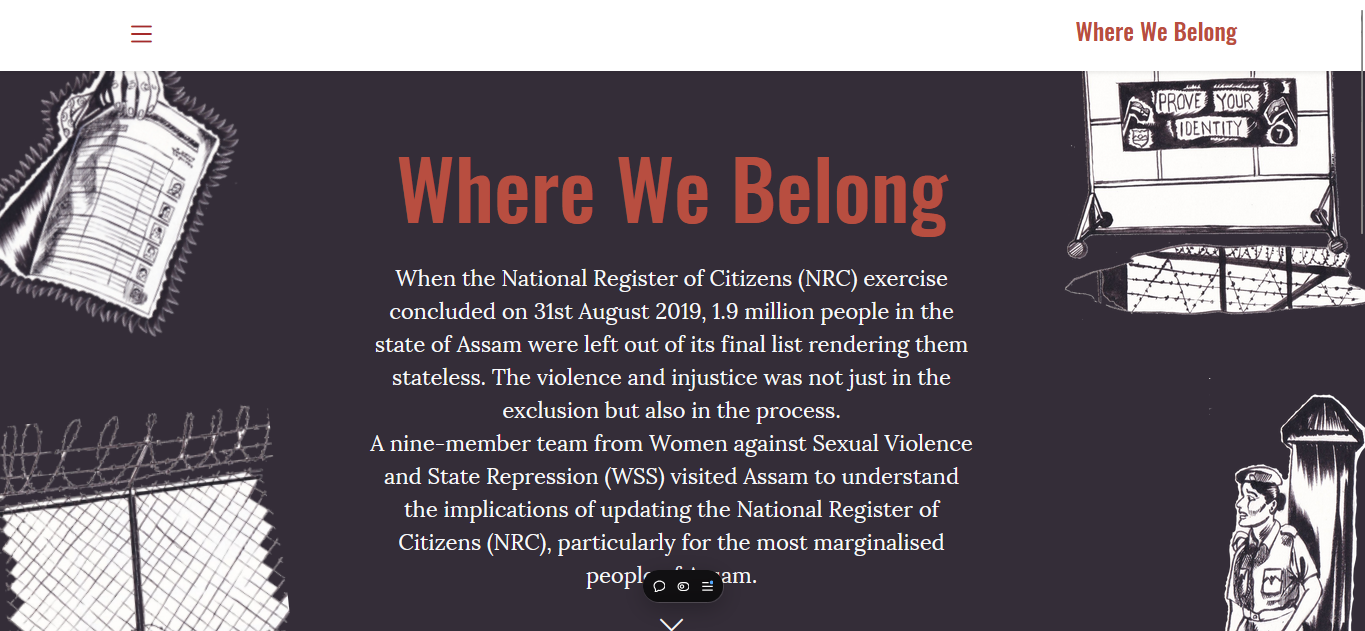 Where We Belong
PROVE YOUR
IDENTITY
7
Where We Belong
When the National Register of Citizens (NRC) exercise
concluded on 31st August 2019, 1.9 million people in the
state of Assam were left out of its final list rendering them
stateless. The violence and injustice was not just in the
exclusion but also in the process.
A nine-member team from Women against Sexual Violence
and State Repression (WSS) visited Assam to understand
the implications of updating the National Register of
Citizens (NRC), particularly for the most marginalised